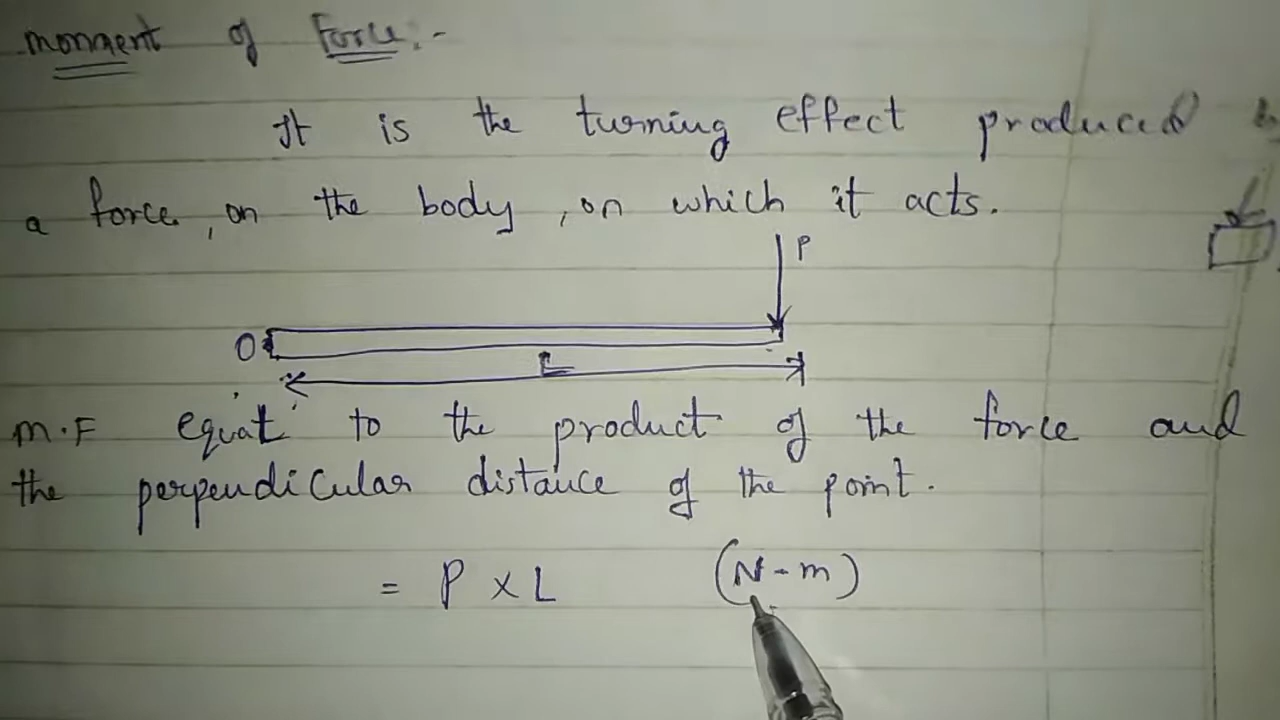 moment of Force:-
It is the turning effect produced
a force, on the body, on which it acts.
P
O
L
M.F equat to the product of the force and
the perpendicular distance of the point.
= P × L (N-m)